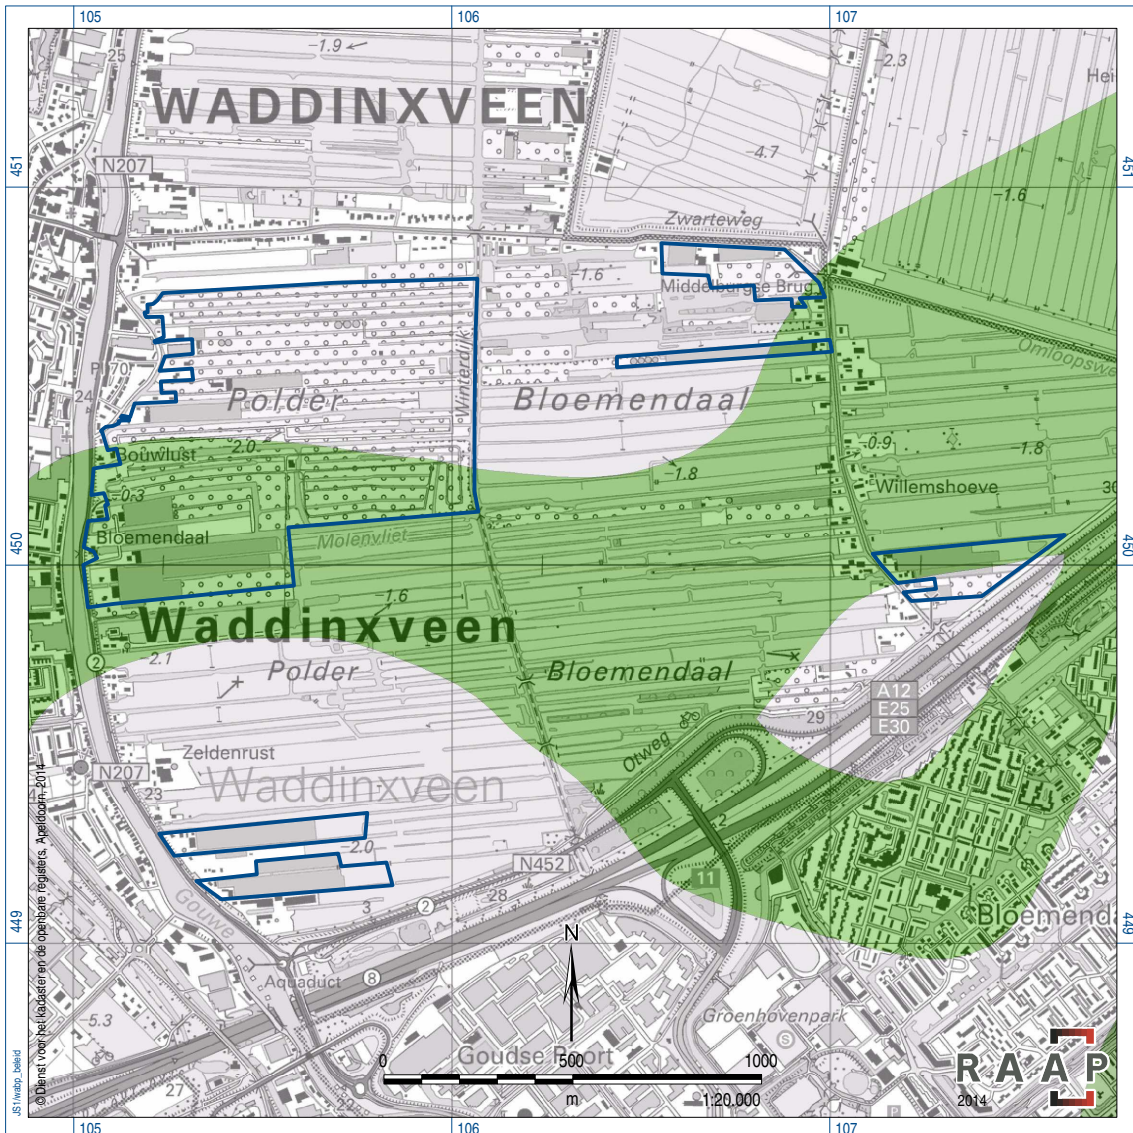 105
106
107
25
-1.9
-2.3
Hei
WADDINXVEEN
451
N207
-4.7
451
-1.6
Zwarteweg
-1.6
Middelburgse Brug
Winterdijk
Omloopswe
24
Polder
Bloemendaal
-2.0
Bouwlust
-0.9
-1.8
-1.8
-0.3
Willemshoeve
30
450
Bloemendaal
Molenvliet
450
-1.6
Waddinxveen
2
-2.1
Polder
Bloemendaal
A12
E25
E30
29
Otweg
Zeldenrust
N207
Waddinxveen
23
2
-2.0
N452
11
28
3
2
Gouwe
Bloemenda
449
449
N
8
Aquaduct
-5.3
Groenhovenpark
S
Goudse Poort
0
500
1000
m
1:20.000
27
P
RAAP
2014
JS1/wabp_beleid
©Dienst voor het kadaster en de openbare registers, Apeldoorn, 2014
105
106
107